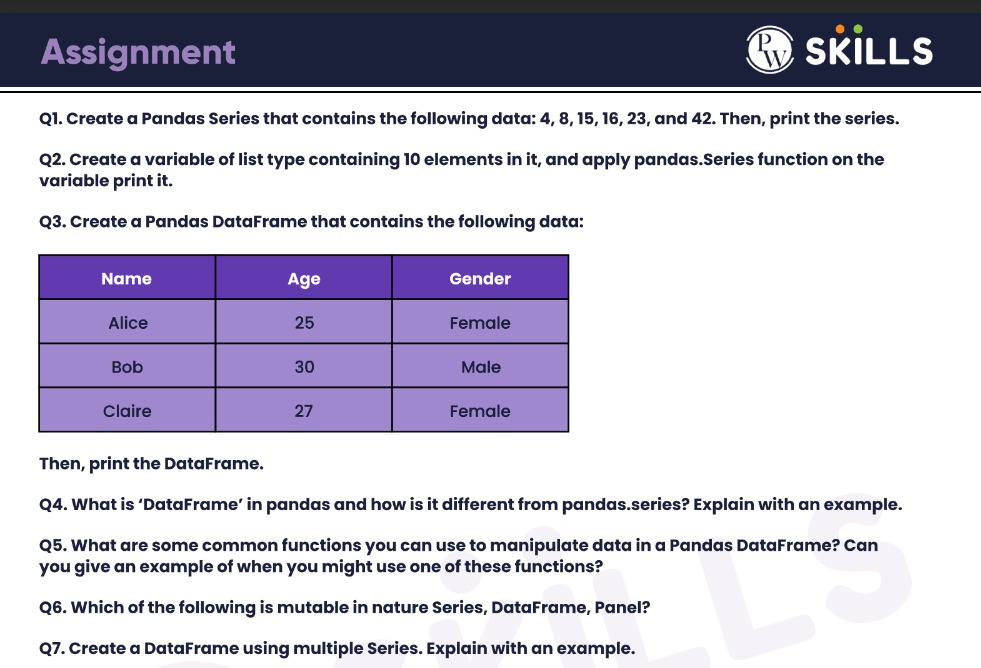 Assignment
PW SKILLS
Q1. Create a Pandas Series that contains the following data: 4, 8, 15, 16, 23, and 42. Then, print the series.
Q2. Create a variable of list type containing 10 elements in it, and apply pandas.Series function on the
variable print it.
Q3. Create a Pandas DataFrame that contains the following data:
Name Age Gender
Alice 25 Female
Bob 30 Male
Claire 27 Female
Then, print the DataFrame.
Q4. What is ‘DataFrame’ in pandas and how is it different from pandas.series? Explain with an example.
Q5. What are some common functions you can use to manipulate data in a Pandas DataFrame? Can
you give an example of when you might use one of these functions?
Q6. Which of the following is mutable in nature Series, DataFrame, Panel?
Q7. Create a DataFrame using multiple Series. Explain with an example.
SKILLS